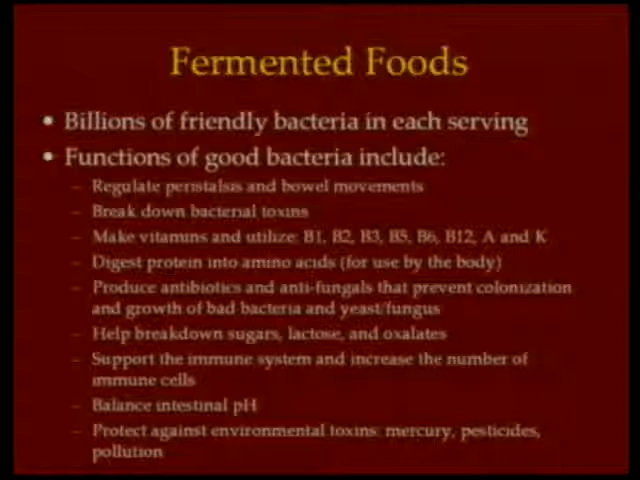 Fermented Foods
• Billions of friendly bacteria in each serving
• Functions of good bacteria include:
– Regulate peristalsis and bowel movements
– Break down bacterial toxins
– Make vitamins and utilize: B1, B2, B3, B5, B6, B12, A and K
– Digest protein into amino acids (for use by the body)
– Produce antibiotics and anti-fungals that prevent colonization
and growth of bad bacteria and yeast/fungus
– Help breakdown sugars, lactose, and oxalates
– Support the immune system and increase the number of
immune cells
– Balance intestinal pH
– Protect against environmental toxins: mercury, pesticides,
pollution